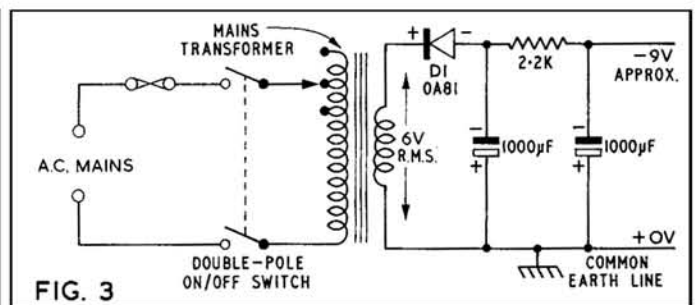 MAINS
TRANSFORMER
+
-
D1
OA81
2·2K
-9V
APPROX.
A.C. MAINS
6V
R.M.S.
-
1000µF
+
-
1000µF
+
+0V
DOUBLE-POLE
ON/OFF SWITCH
COMMON
EARTH LINE
FIG. 3